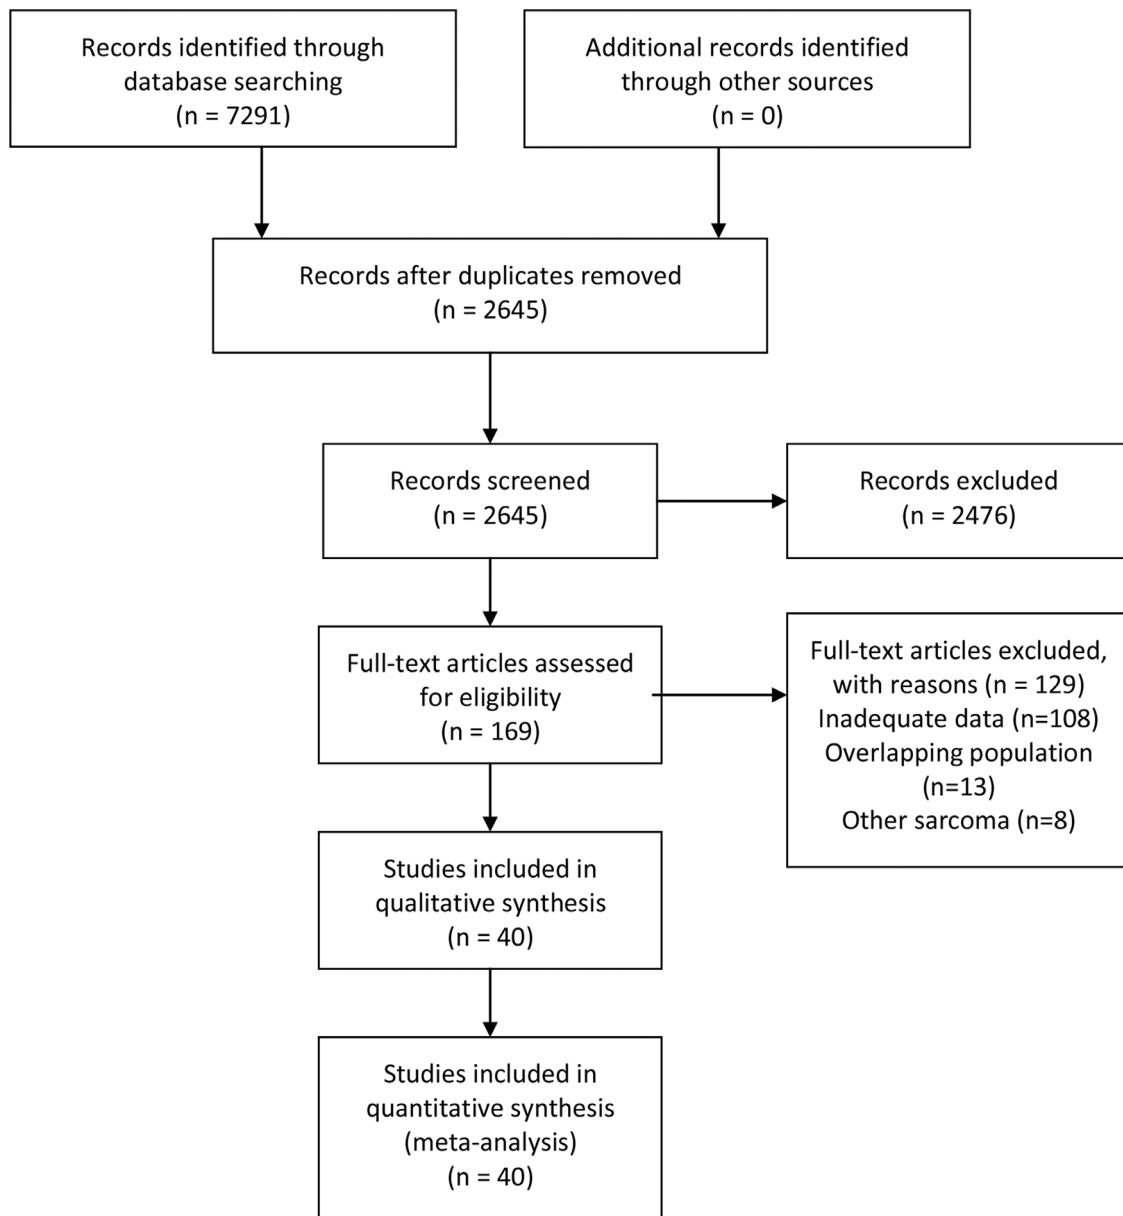 Records identified through
database searching
(n = 7291)
Additional records identified
through other sources
(n = 0)
Records after duplicates removed
(n = 2645)
Records screened
(n = 2645)
Records excluded
(n = 2476)
Full-text articles assessed
for eligibility
(n = 169)
Full-text articles excluded,
with reasons (n = 129)
Inadequate data (n=108)
Overlapping population
(n=13)
Other sarcoma (n=8)
Studies included in
qualitative synthesis
(n = 40)
Studies included in
quantitative synthesis
(meta-analysis)
(n = 40)